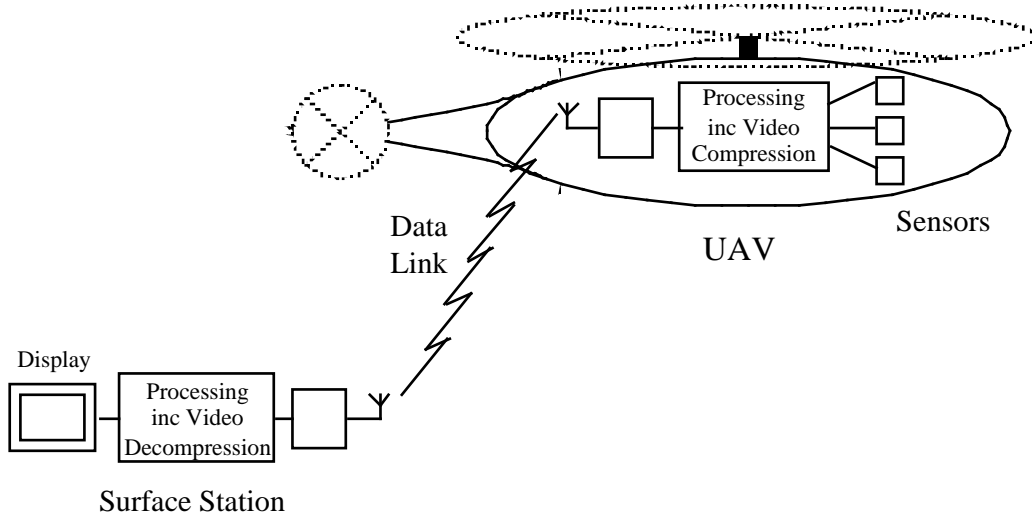 Processing
inc Video
Compression
Sensors
UAV
Data
Link
Display
Processing
inc Video
Decompression
Surface Station